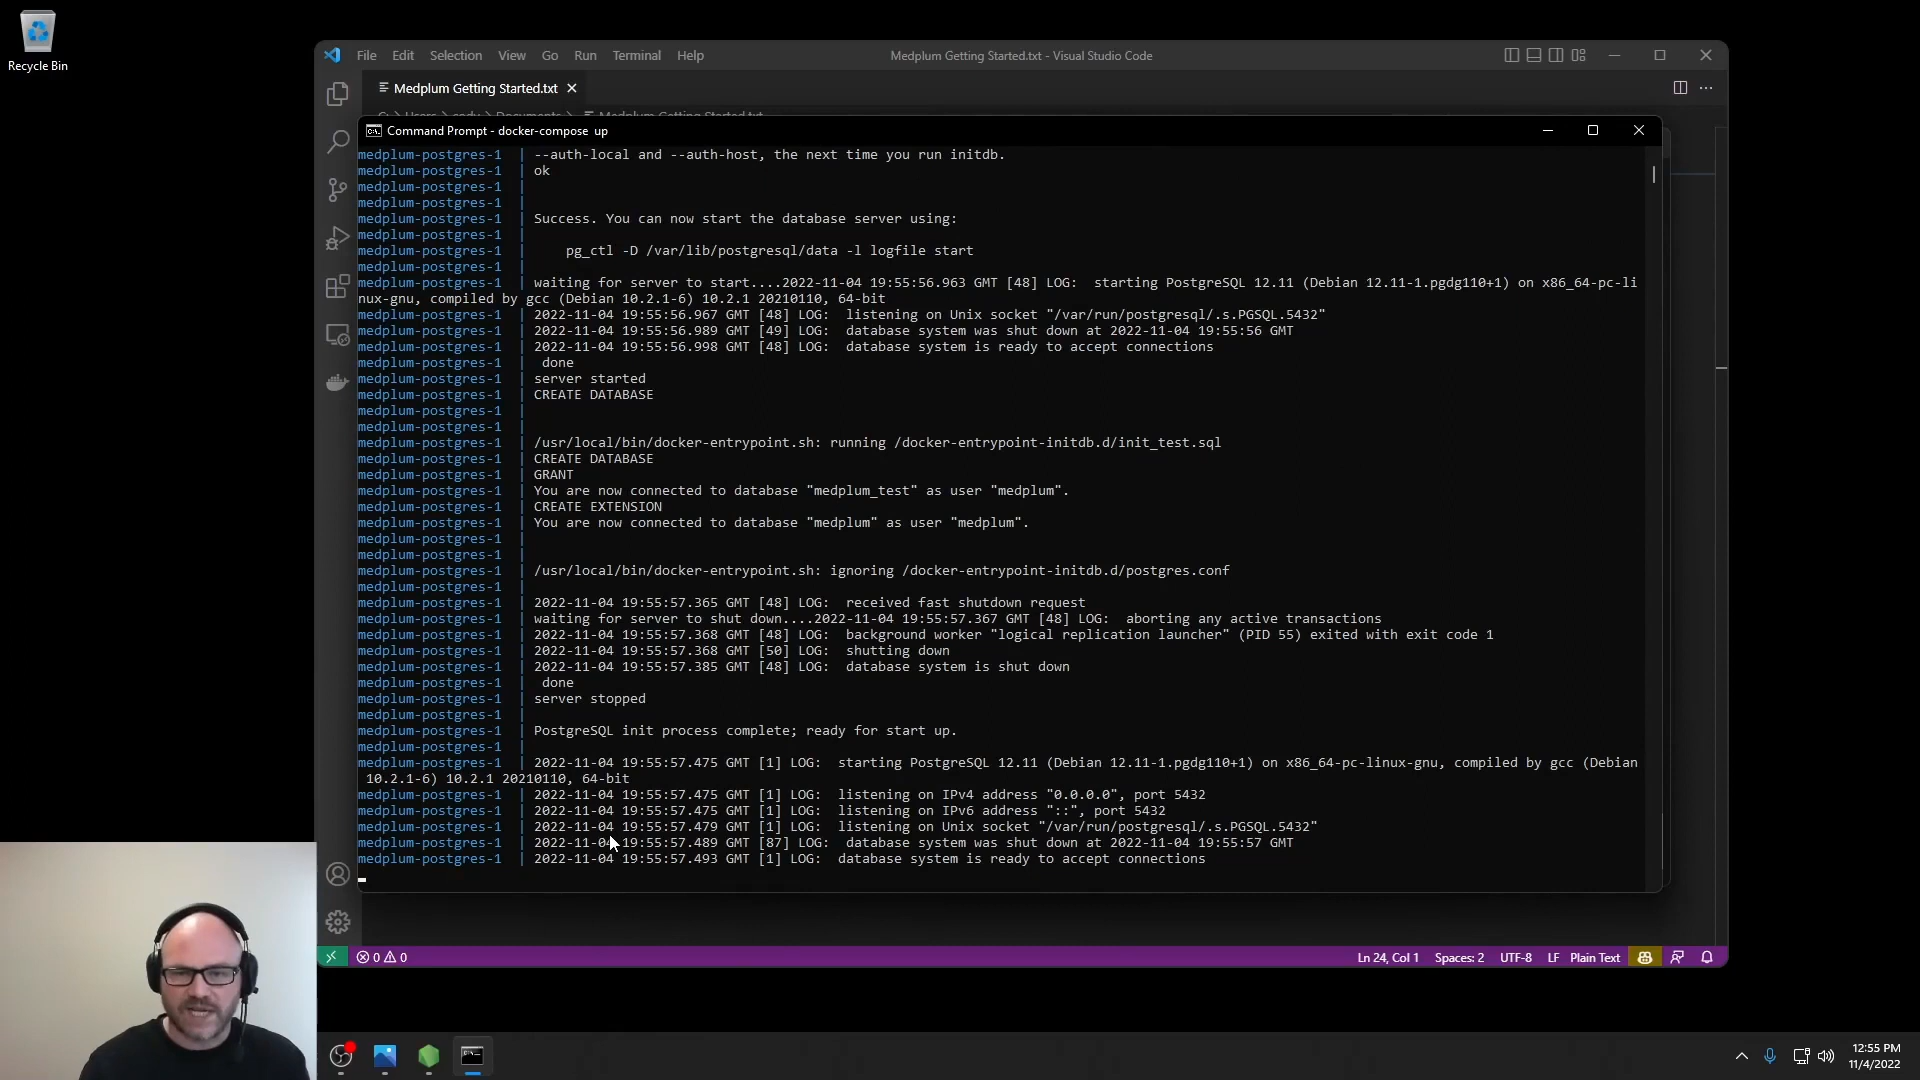 Recycle Bin
File Edit Selection View Go Run Terminal Help
Medplum Getting Started.txt - Visual Studio Code
Medplum Getting Started.txt
Command Prompt - docker-compose up
medplum-postgres-1 | --auth-local and --auth-host, the next time you run initdb.
medplum-postgres-1 | ok
medplum-postgres-1 |
medplum-postgres-1 |
medplum-postgres-1 | Success. You can now start the database server using:
medplum-postgres-1 |
medplum-postgres-1 |     pg_ctl -D /var/lib/postgresql/data -l logfile start
medplum-postgres-1 |
medplum-postgres-1 | waiting for server to start....2022-11-04 19:55:56.963 GMT [48] LOG:  starting PostgreSQL 12.11 (Debian 12.11-1.pgdg110+1) on x86_64-pc-li
nux-gnu, compiled by gcc (Debian 10.2.1-6) 10.2.1 20210110, 64-bit
medplum-postgres-1 | 2022-11-04 19:55:56.967 GMT [48] LOG:  listening on Unix socket "/var/run/postgresql/.s.PGSQL.5432"
medplum-postgres-1 | 2022-11-04 19:55:56.989 GMT [49] LOG:  database system was shut down at 2022-11-04 19:55:56 GMT
medplum-postgres-1 | 2022-11-04 19:55:56.998 GMT [48] LOG:  database system is ready to accept connections
medplum-postgres-1 |  done
medplum-postgres-1 | server started
medplum-postgres-1 | CREATE DATABASE
medplum-postgres-1 |
medplum-postgres-1 |
medplum-postgres-1 | /usr/local/bin/docker-entrypoint.sh: running /docker-entrypoint-initdb.d/init_test.sql
medplum-postgres-1 | CREATE DATABASE
medplum-postgres-1 | GRANT
medplum-postgres-1 | You are now connected to database "medplum_test" as user "medplum".
medplum-postgres-1 | CREATE EXTENSION
medplum-postgres-1 | You are now connected to database "medplum" as user "medplum".
medplum-postgres-1 |
medplum-postgres-1 |
medplum-postgres-1 | /usr/local/bin/docker-entrypoint.sh: ignoring /docker-entrypoint-initdb.d/postgres.conf
medplum-postgres-1 |
medplum-postgres-1 | 2022-11-04 19:55:57.365 GMT [48] LOG:  received fast shutdown request
medplum-postgres-1 | waiting for server to shut down....2022-11-04 19:55:57.367 GMT [48] LOG:  aborting any active transactions
medplum-postgres-1 | 2022-11-04 19:55:57.368 GMT [48] LOG:  background worker "logical replication launcher" (PID 55) exited with exit code 1
medplum-postgres-1 | 2022-11-04 19:55:57.368 GMT [50] LOG:  shutting down
medplum-postgres-1 | 2022-11-04 19:55:57.385 GMT [48] LOG:  database system is shut down
medplum-postgres-1 |  done
medplum-postgres-1 | server stopped
medplum-postgres-1 |
medplum-postgres-1 | PostgreSQL init process complete; ready for start up.
medplum-postgres-1 |
medplum-postgres-1 | 2022-11-04 19:55:57.475 GMT [1] LOG:  starting PostgreSQL 12.11 (Debian 12.11-1.pgdg110+1) on x86_64-pc-linux-gnu, compiled by gcc (Debian
10.2.1-6) 10.2.1 20210110, 64-bit
medplum-postgres-1 | 2022-11-04 19:55:57.475 GMT [1] LOG:  listening on IPv4 address "0.0.0.0", port 5432
medplum-postgres-1 | 2022-11-04 19:55:57.475 GMT [1] LOG:  listening on IPv6 address "::", port 5432
medplum-postgres-1 | 2022-11-04 19:55:57.479 GMT [1] LOG:  listening on Unix socket "/var/run/postgresql/.s.PGSQL.5432"
medplum-postgres-1 | 2022-11-04 19:55:57.489 GMT [87] LOG:  database system was shut down at 2022-11-04 19:55:57 GMT
medplum-postgres-1 | 2022-11-04 19:55:57.493 GMT [1] LOG:  database system is ready to accept connections
0 0
Ln 24, Col 1 Spaces: 2 UTF-8 LF Plain Text
12:55 PM
11/4/2022